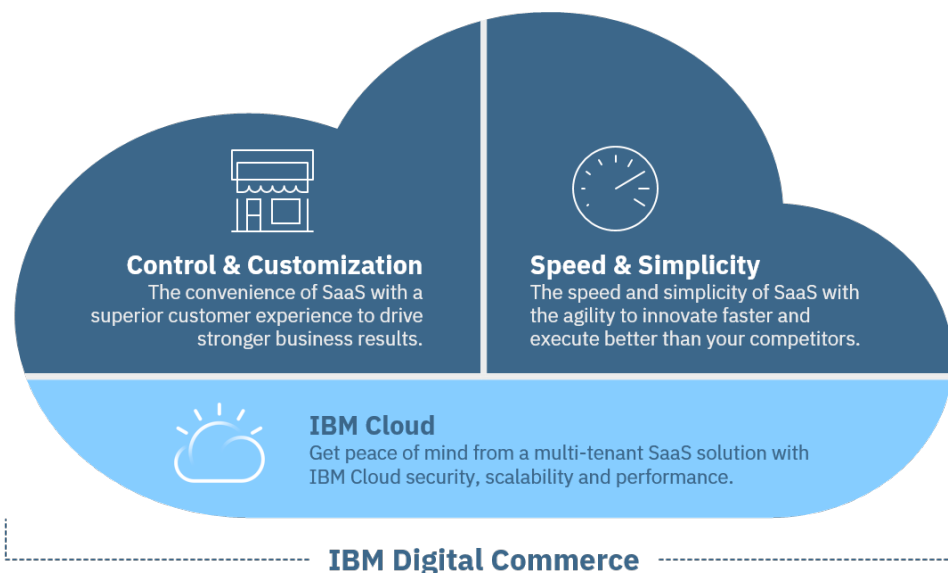 Control & Customization
The convenience of SaaS with a
superior customer experience to drive
stronger business results.
Speed & Simplicity
The speed and simplicity of SaaS with
the agility to innovate faster and
execute better than your competitors.
IBM Cloud
Get peace of mind from a multi-tenant SaaS solution with
IBM Cloud security, scalability and performance.
IBM Digital Commerce